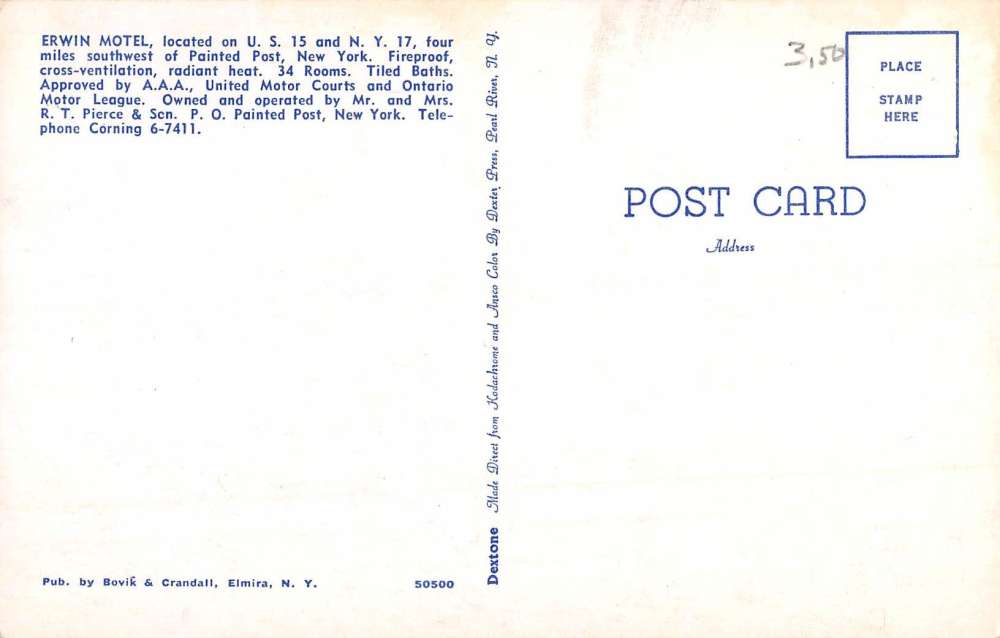 ERWIN MOTEL, located on U. S. 15 and N. Y. 17, four
miles southwest of Painted Post, New York. Fireproof,
cross-ventilation, radiant heat. 34 Rooms. Tiled Baths.
Approved by A.A.A., United Motor Courts and Ontario
Motor League. Owned and operated by Mr. and Mrs.
R. T. Pierce & Son. P. O. Painted Post, New York. Tele-
phone Corning 6-7411.
Pub. by Bovik & Crandall, Elmira, N. Y.
50500
Dextone Made Direct from Kodachrome and Ansco Color By Dexter Press, Pearl River, N. Y.
3,50
PLACE
STAMP
HERE
POST CARD
Address